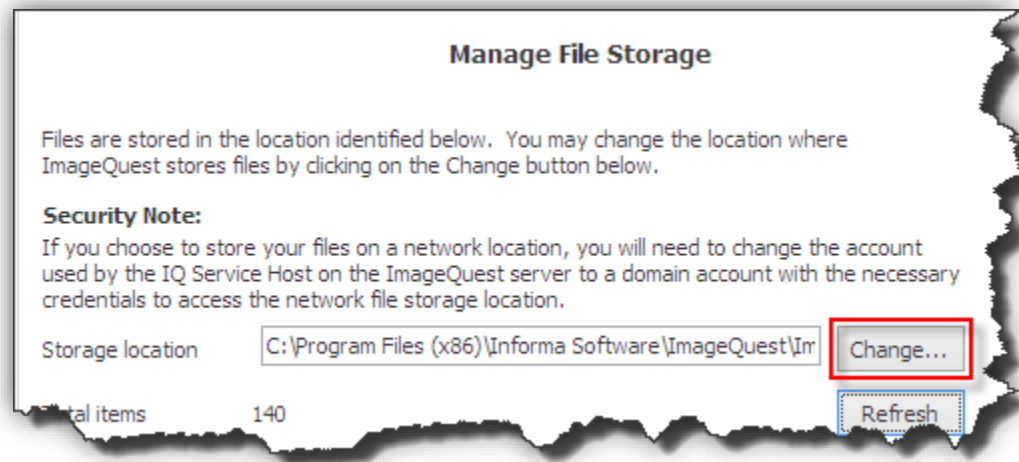 Manage File Storage
Files are stored in the location identified below.  You may change the location where
ImageQuest stores files by clicking on the Change button below.
Security Note:
If you choose to store your files on a network location, you will need to change the account
used by the IQ Service Host on the ImageQuest server to a domain account with the necessary
credentials to access the network file storage location.
Storage location C:\Program Files (x86)\Informa Software\ImageQuest\Im Change...
items 140 Refresh